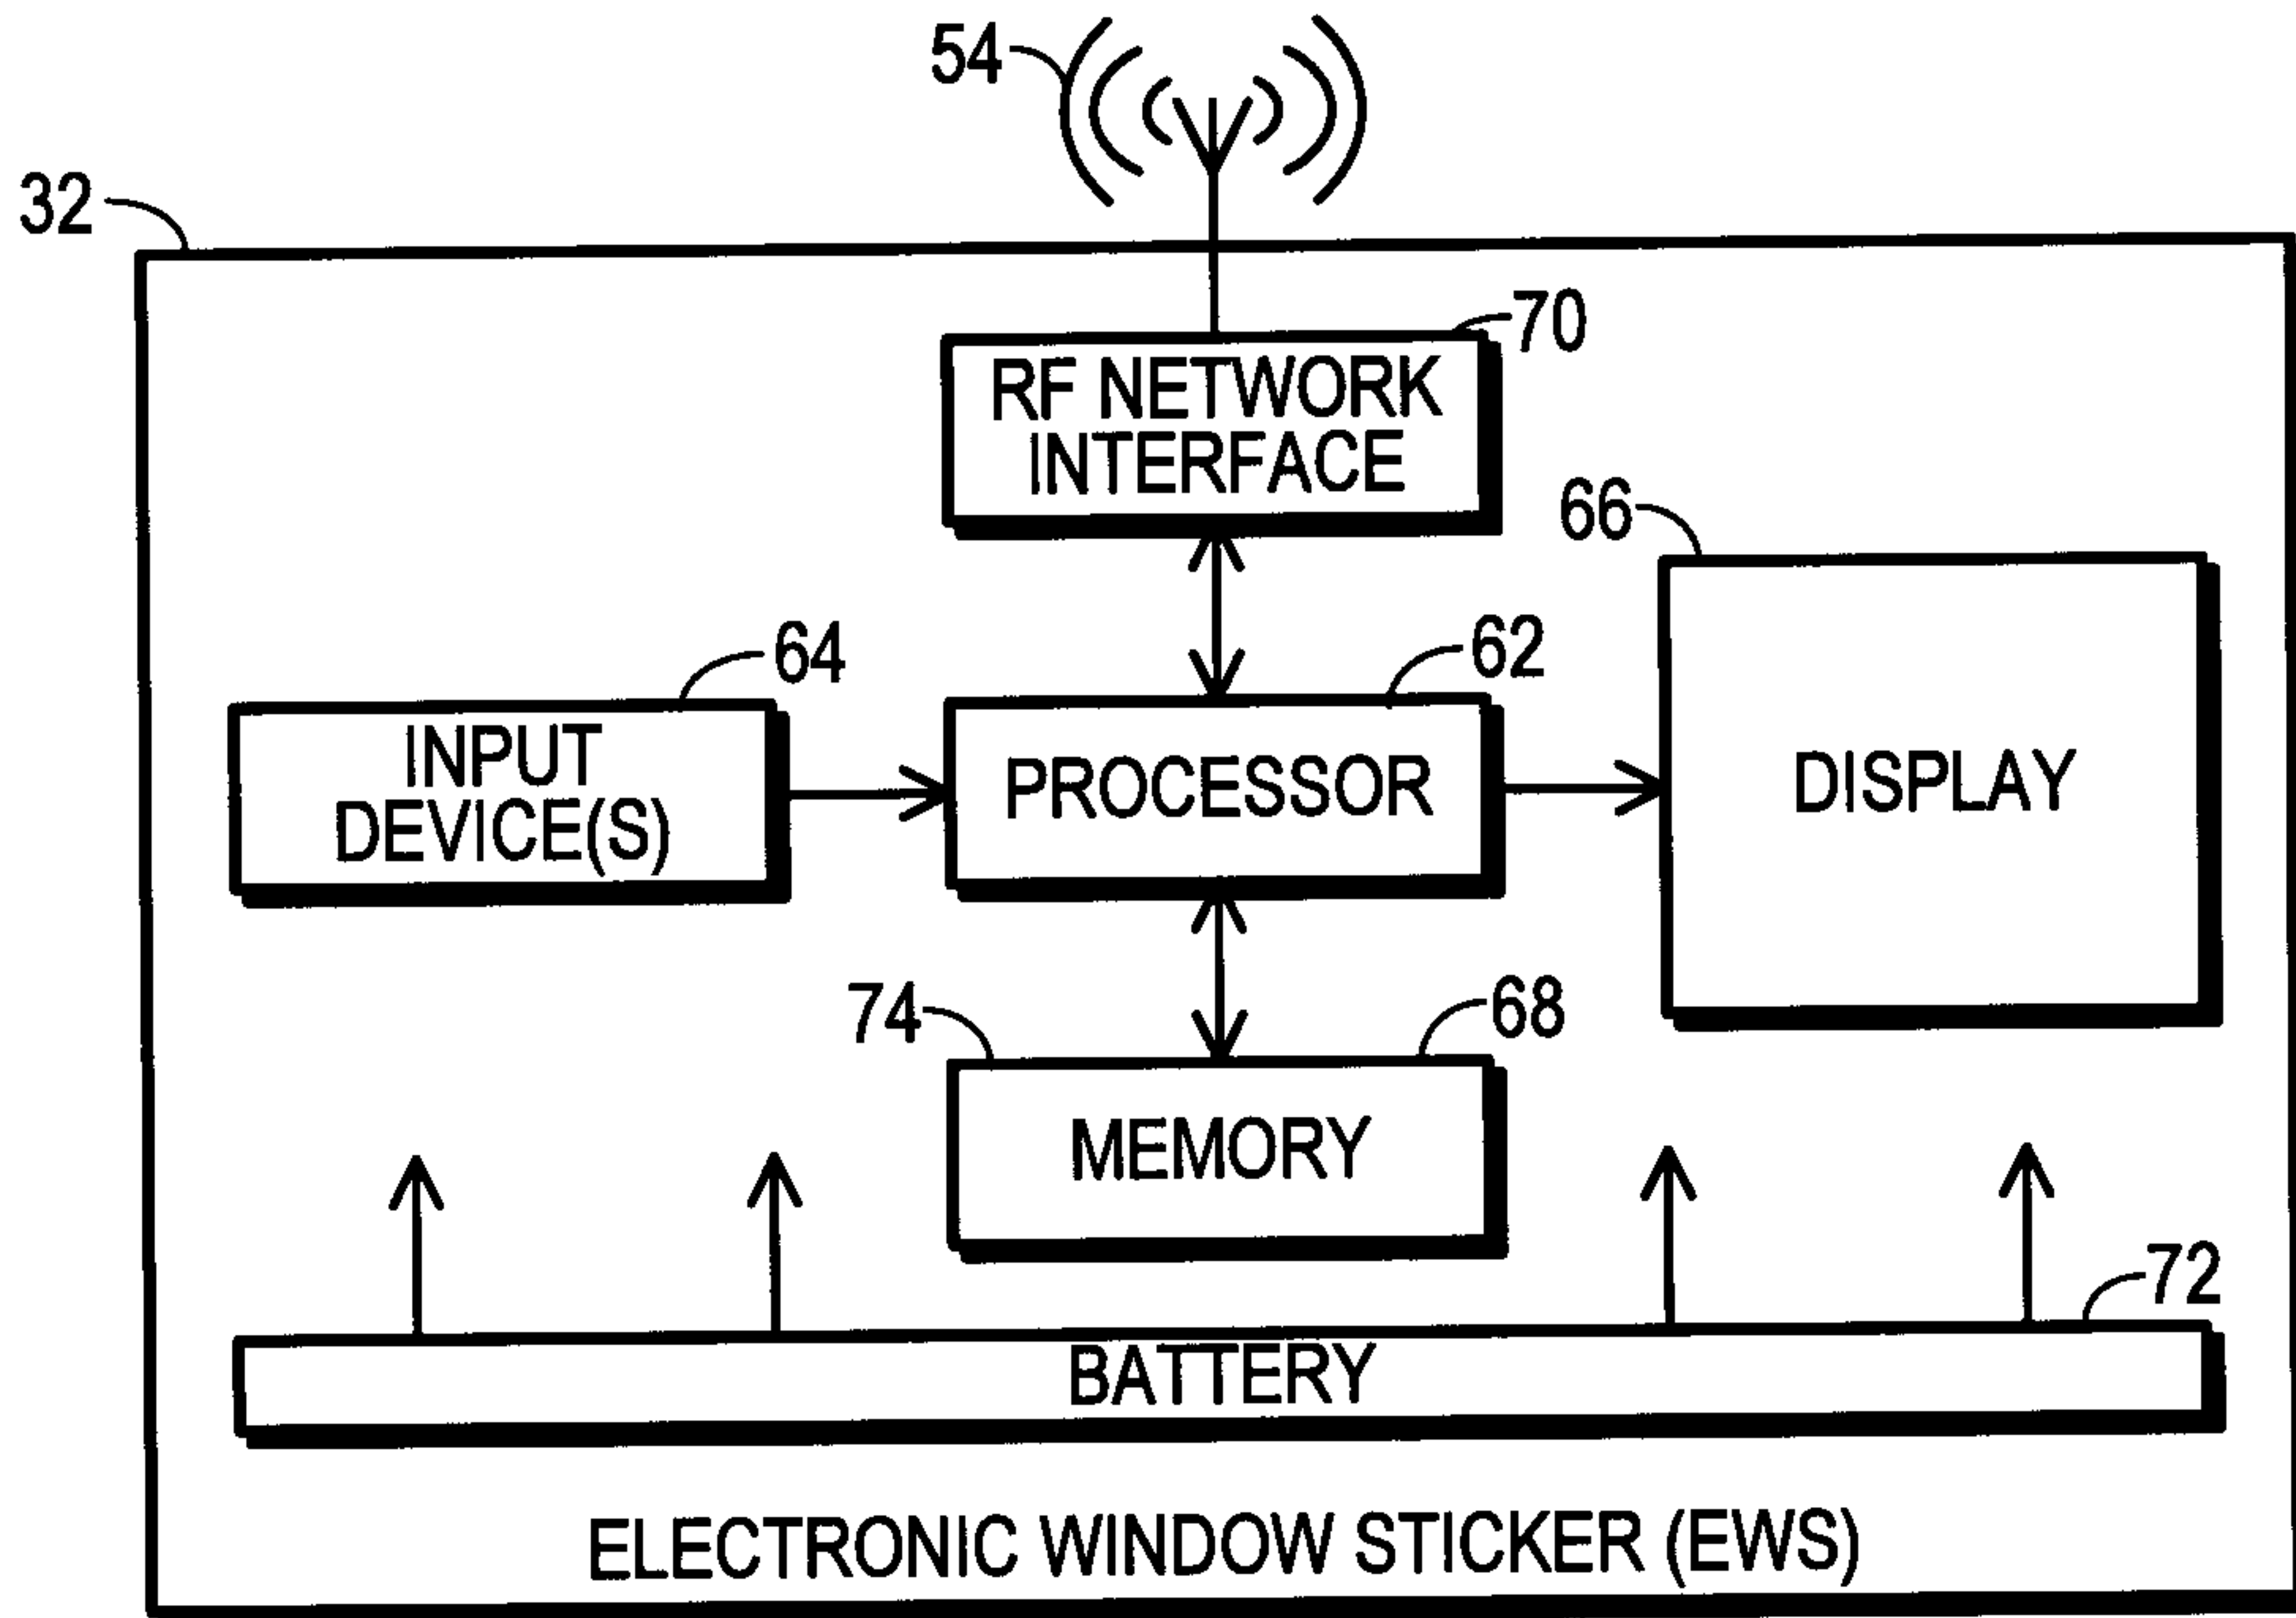 54
32
70
RF NETWORK
INTERFACE
66
64
62
INPUT
DEVICE(S)
PROCESSOR
DISPLAY
74
68
MEMORY
72
BATTERY
ELECTRONIC WINDOW STICKER (EWS)